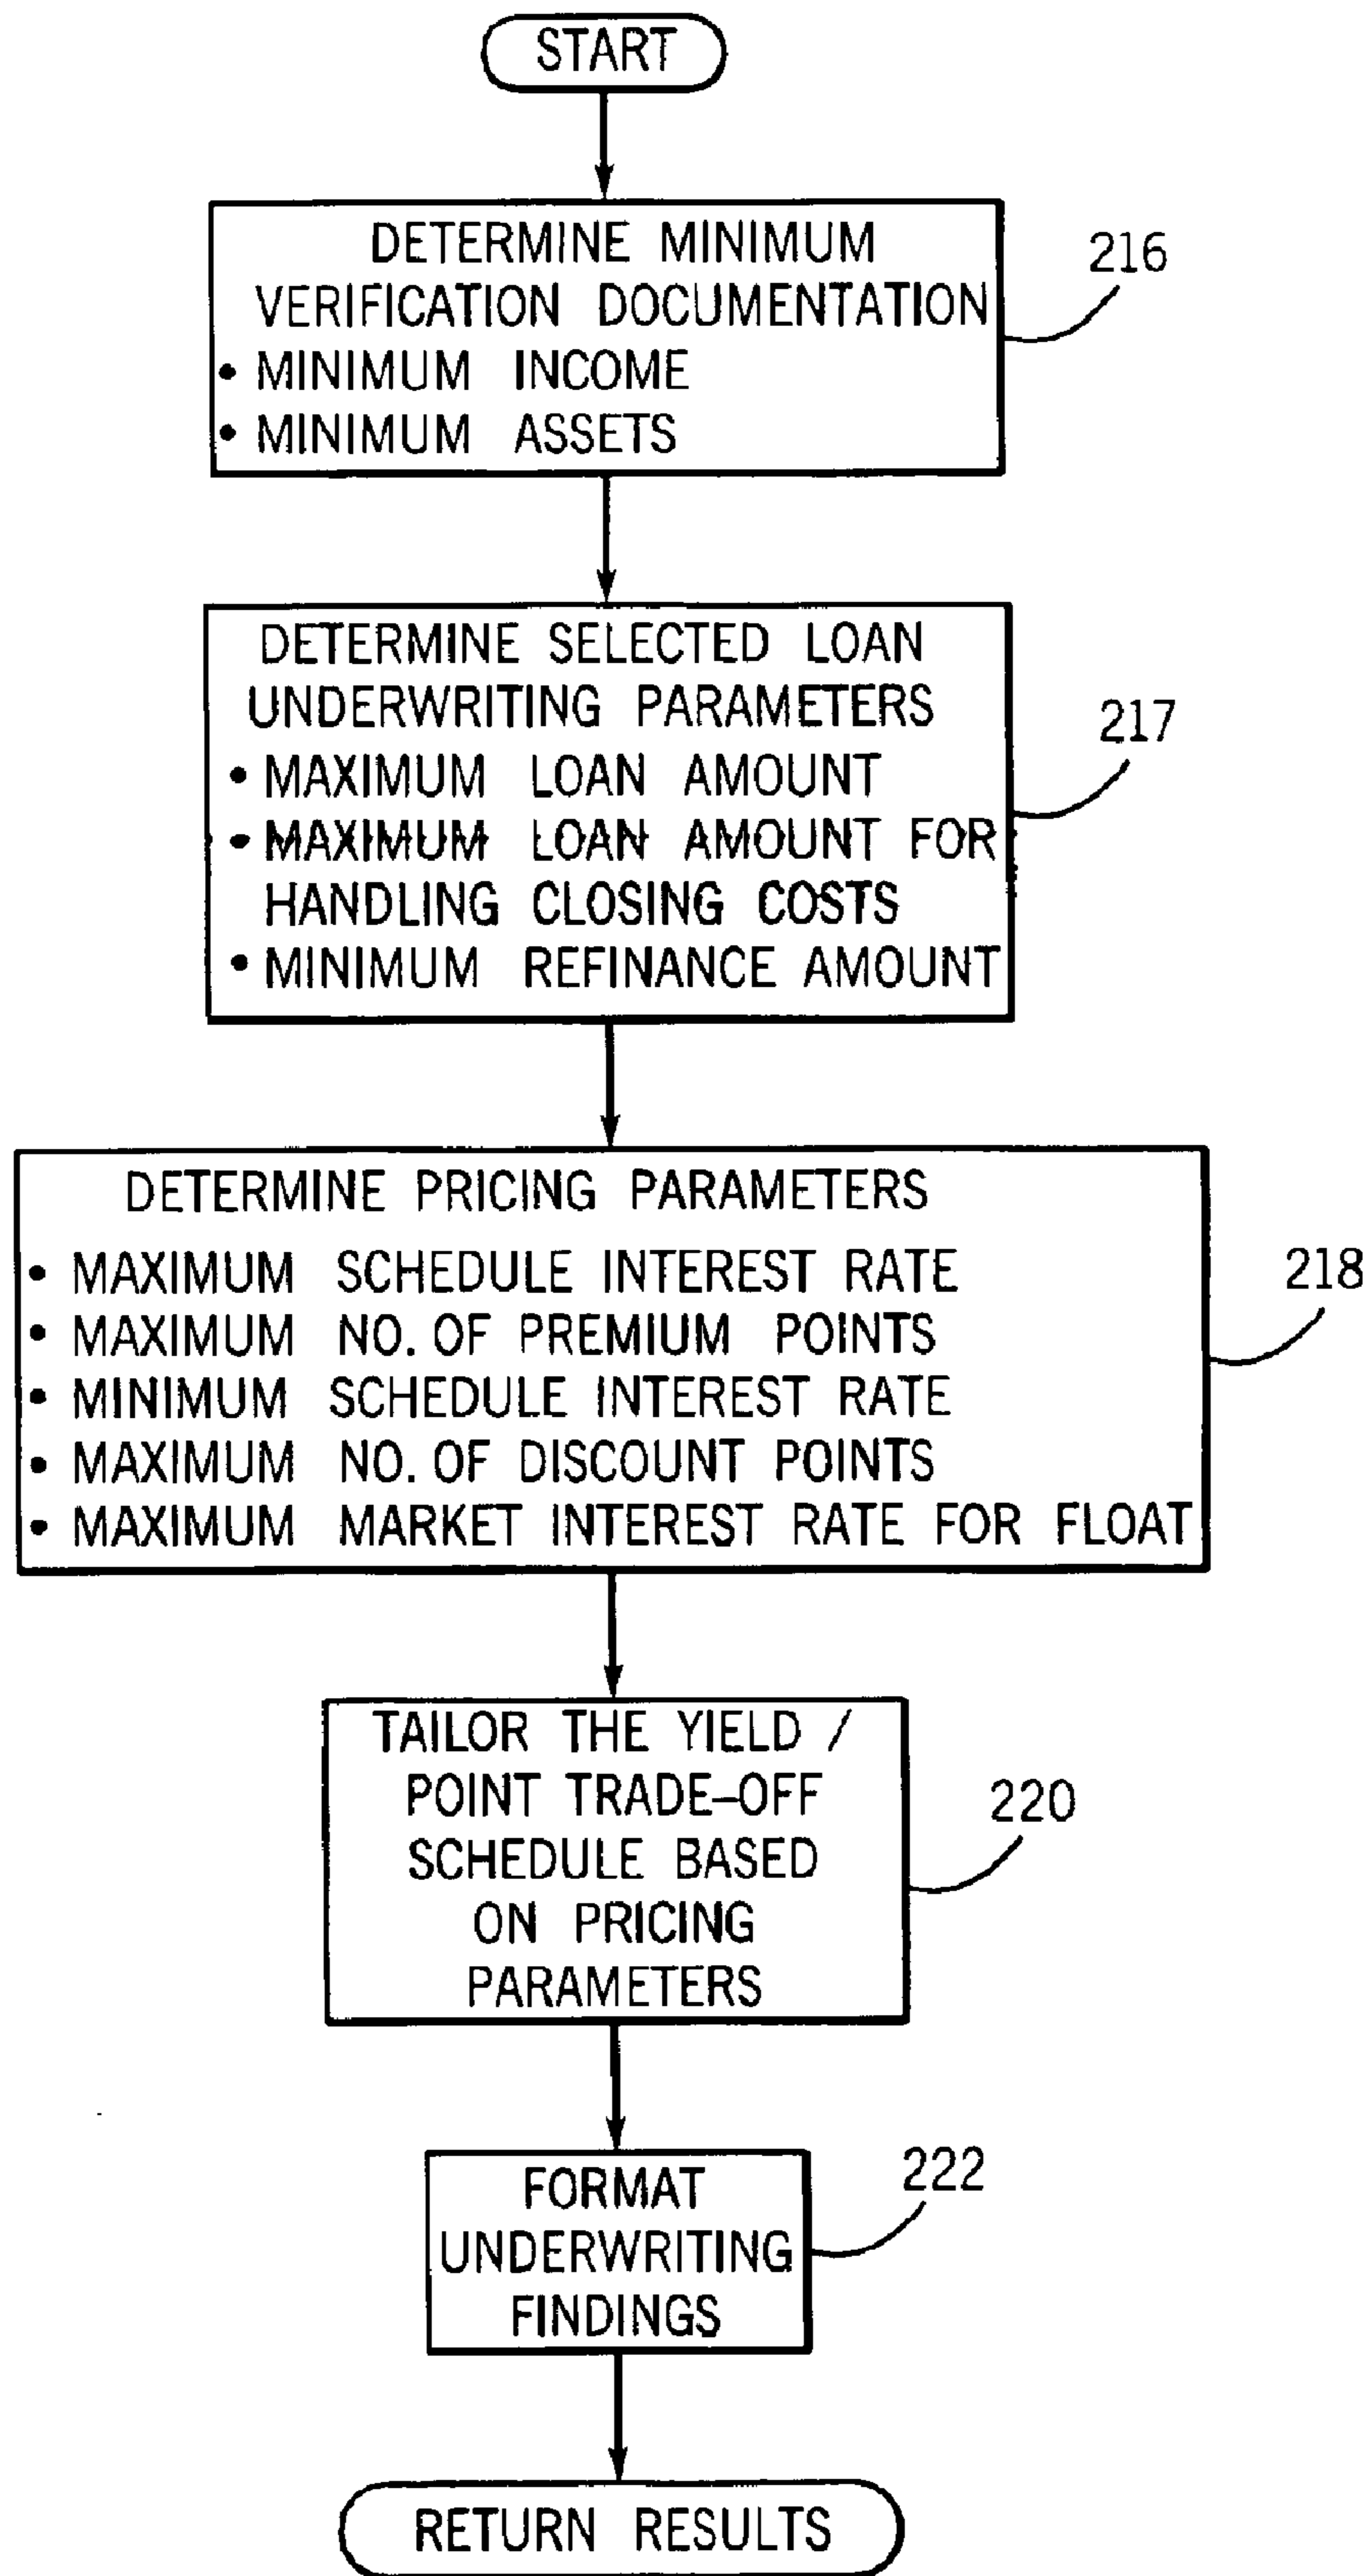 START
DETERMINE MINIMUM
VERIFICATION DOCUMENTATION
• MINIMUM INCOME
• MINIMUM ASSETS
216
DETERMINE SELECTED LOAN
UNDERWRITING PARAMETERS
• MAXIMUM LOAN AMOUNT
• MAXIMUM LOAN AMOUNT FOR
HANDLING CLOSING COSTS
• MINIMUM REFINANCE AMOUNT
217
DETERMINE PRICING PARAMETERS
• MAXIMUM SCHEDULE INTEREST RATE
• MAXIMUM NO. OF PREMIUM POINTS
• MINIMUM SCHEDULE INTEREST RATE
• MAXIMUM NO. OF DISCOUNT POINTS
• MAXIMUM MARKET INTEREST RATE FOR FLOAT
218
TAILOR THE YIELD /
POINT TRADE–OFF
SCHEDULE BASED
ON PRICING
PARAMETERS
220
FORMAT
UNDERWRITING
FINDINGS
222
RETURN RESULTS